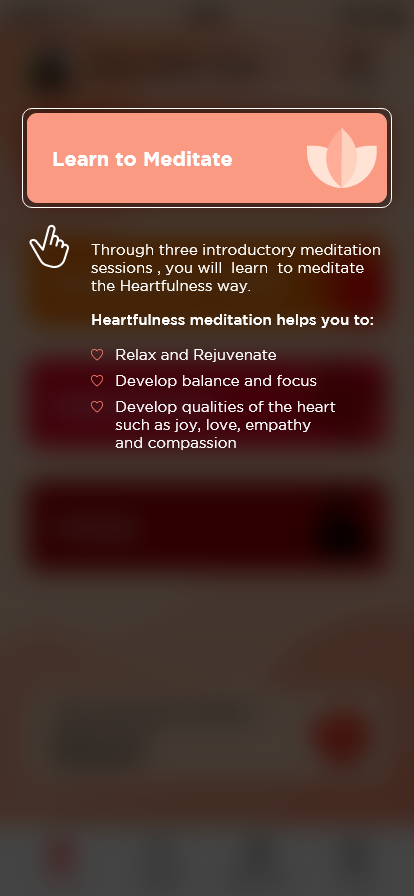 Learn to Meditate
Through three introductory meditation
sessions , you will  learn  to meditate
the Heartfulness way.
Heartfulness meditation helps you to:
Relax and Rejuvenate
Develop balance and focus
Develop qualities of the heart
such as joy, love, empathy
and compassion